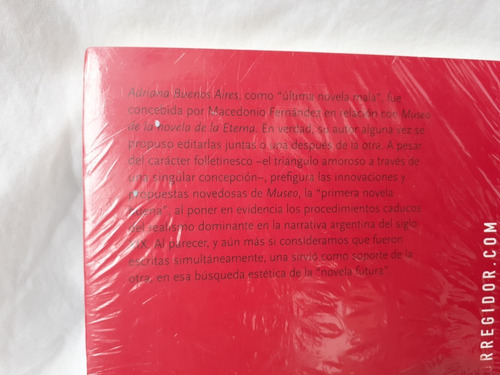 Adriana Buenos Aires, como "última novela mala", fue
concebida por Macedonio Fernández en relación con Museo
de la novela de la Eterna. En verdad, su autor alguna vez se
propuso editarlas juntas o una después de la otra. A pesar
del carácter folletinesco –el triángulo amoroso a través de
una singular concepción–, prefigura las innovaciones y
propuestas novedosas de Museo, la "primera novela
buena", al poner en evidencia los procedimientos caducos
del realismo dominante en la narrativa argentina del siglo
XIX. Al parecer, y aún más si consideramos que fueron
escritas simultáneamente, una sirvió como soporte de la
otra, en esa búsqueda estética de la "novela futura"
RREGIDOR.COM